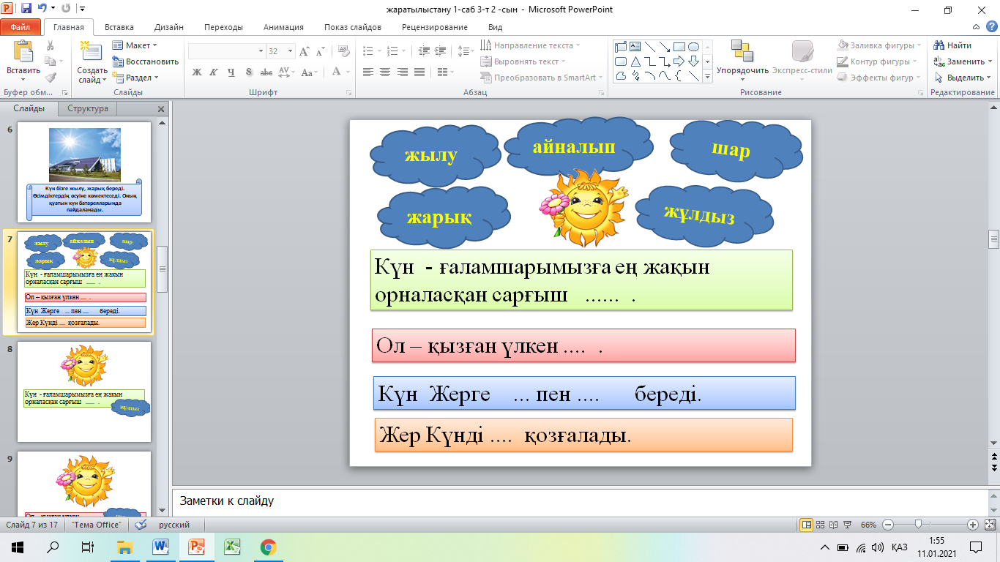 жаратылыстану 1-саб 3-т 2 -сын - Microsoft PowerPoint
Файл Главная Вставка Дизайн Переходы Анимация Показ слайдов Рецензирование Вид
Вставить
Буфер обм...
Создать слайд
Макет
Восстановить
Раздел
Слайды
32
Ж К Ч S abc AV Aa А
Шрифт
Направление текста
Выровнять текст
Преобразовать в SmartArt
Абзац
Упорядочить
Экспресс-стили
Заливка фигуры
Контур фигуры
Эффекты фигур
Рисование
Найти
Заменить
Выделить
Редактирование
Слайды Структура
6
Күн бізге жылу, жарық береді.
Өсімдіктердің өсуіне көмектеседі. Оның
қуатын күн батареяларында
пайдаланады.
7
жылу айналып шар
жарық жұлдыз
Күн - ғаламшарымызға ең жақын
орналасқан сарғыш ...... .
Ол – қызған үлкен .... .
Күн Жерге ... пен .... береді.
Жер Күнді .... қозғалады.
8
Күн - ғаламшарымызға ең жақын
орналасқан сарғыш ...... .
жұлдыз
9
жылу айналып шар
жарық жұлдыз
Күн - ғаламшарымызға ең жақын
орналасқан сарғыш ...... .
Ол – қызған үлкен .... .
Күн Жерге ... пен .... береді.
Жер Күнді .... қозғалады.
Заметки к слайду
Слайд 7 из 17 "Тема Office" русский 66%
ҚАЗ
1:55
11.01.2021